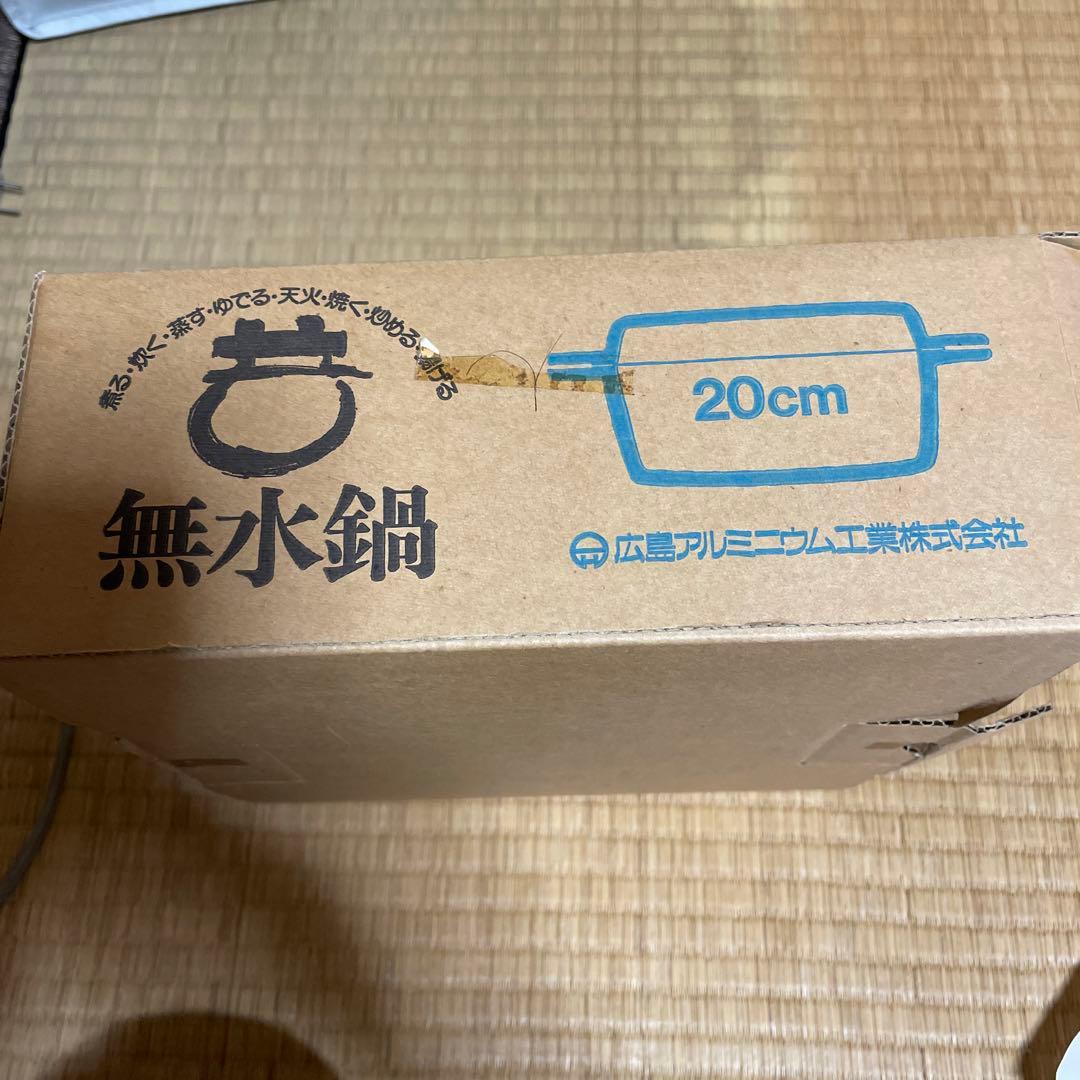 煮る・炊く・蒸す・ゆでる・天火・焼く・炒める・揚げる
無水鍋
20cm
広島アルミニウム工業株式会社